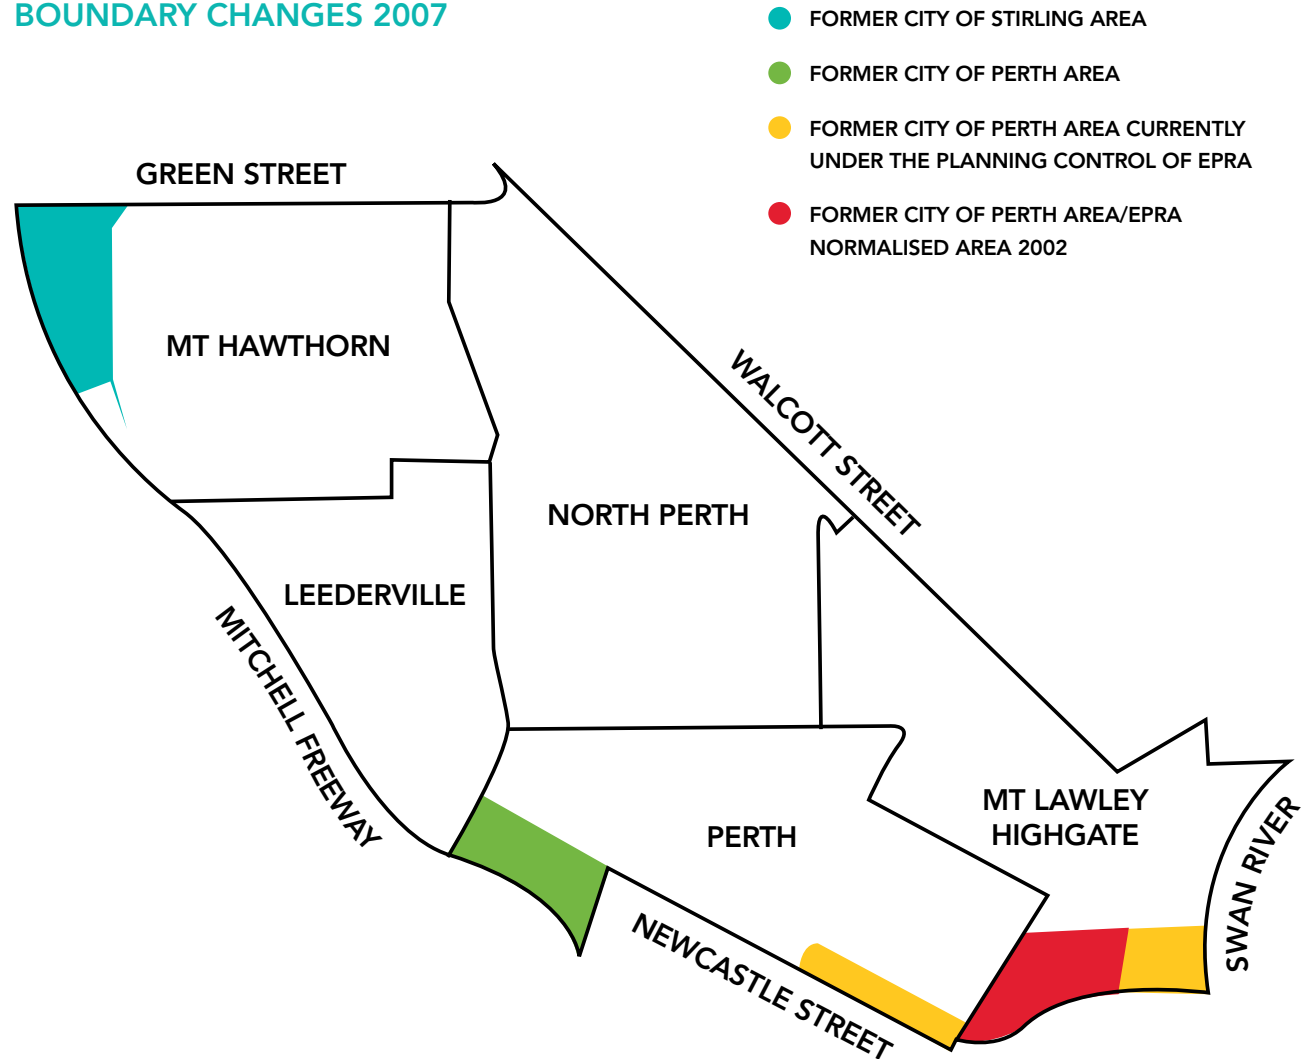 BOUNDARY CHANGES 2007
FORMER CITY OF STIRLING AREA
FORMER CITY OF PERTH AREA
FORMER CITY OF PERTH AREA CURRENTLY
UNDER THE PLANNING CONTROL OF EPRA
FORMER CITY OF PERTH AREA/EPRA
NORMALISED AREA 2002
GREEN STREET
MT HAWTHORN
WALCOTT STREET
NORTH PERTH
LEEDERVILLE
MITCHELL FREEWAY
MT LAWLEY
HIGHGATE
PERTH
SWAN RIVER
NEWCASTLE STREET